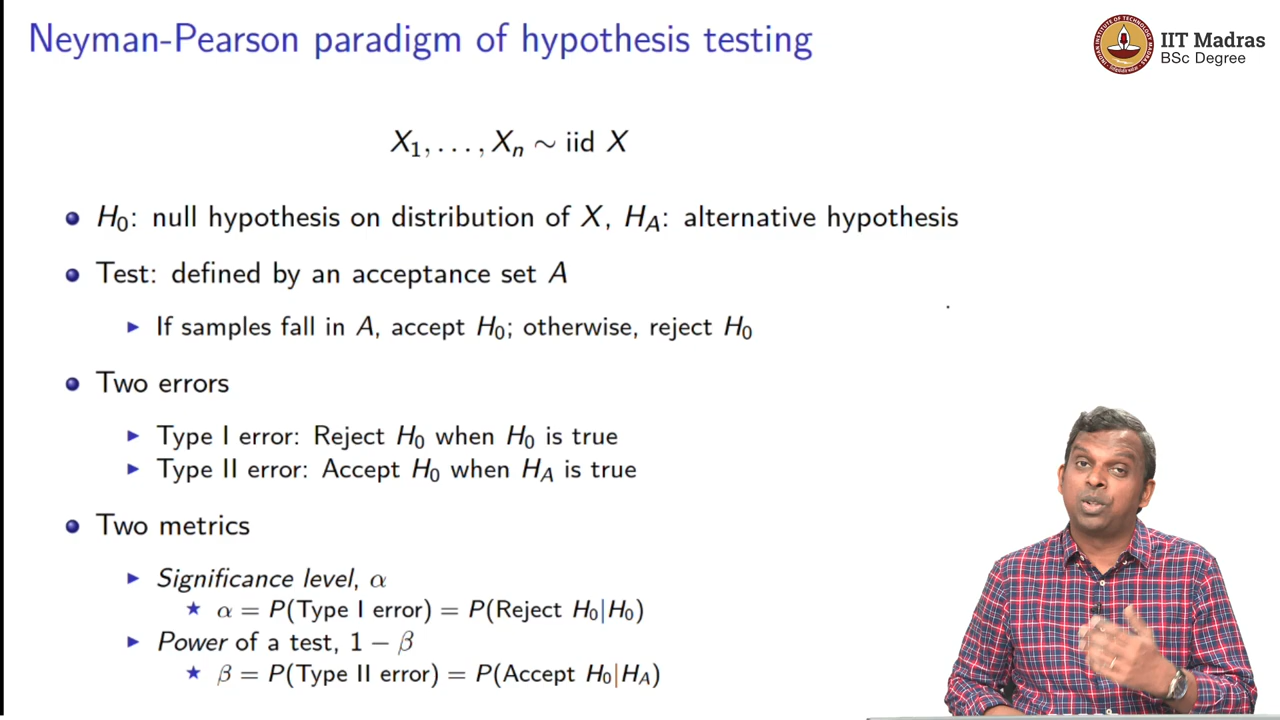 Neyman-Pearson paradigm of hypothesis testing
IIT Madras
BSc Degree
X₁, . . . , Xₙ ∼ iid X
H₀: null hypothesis on distribution of X, H_A: alternative hypothesis
Test: defined by an acceptance set A
If samples fall in A, accept H₀; otherwise, reject H₀
Two errors
Type I error: Reject H₀ when H₀ is true
Type II error: Accept H₀ when H_A is true
Two metrics
Significance level, α
α = P(Type I error) = P(Reject H₀|H₀)
Power of a test, 1 − β
β = P(Type II error) = P(Accept H₀|H_A)